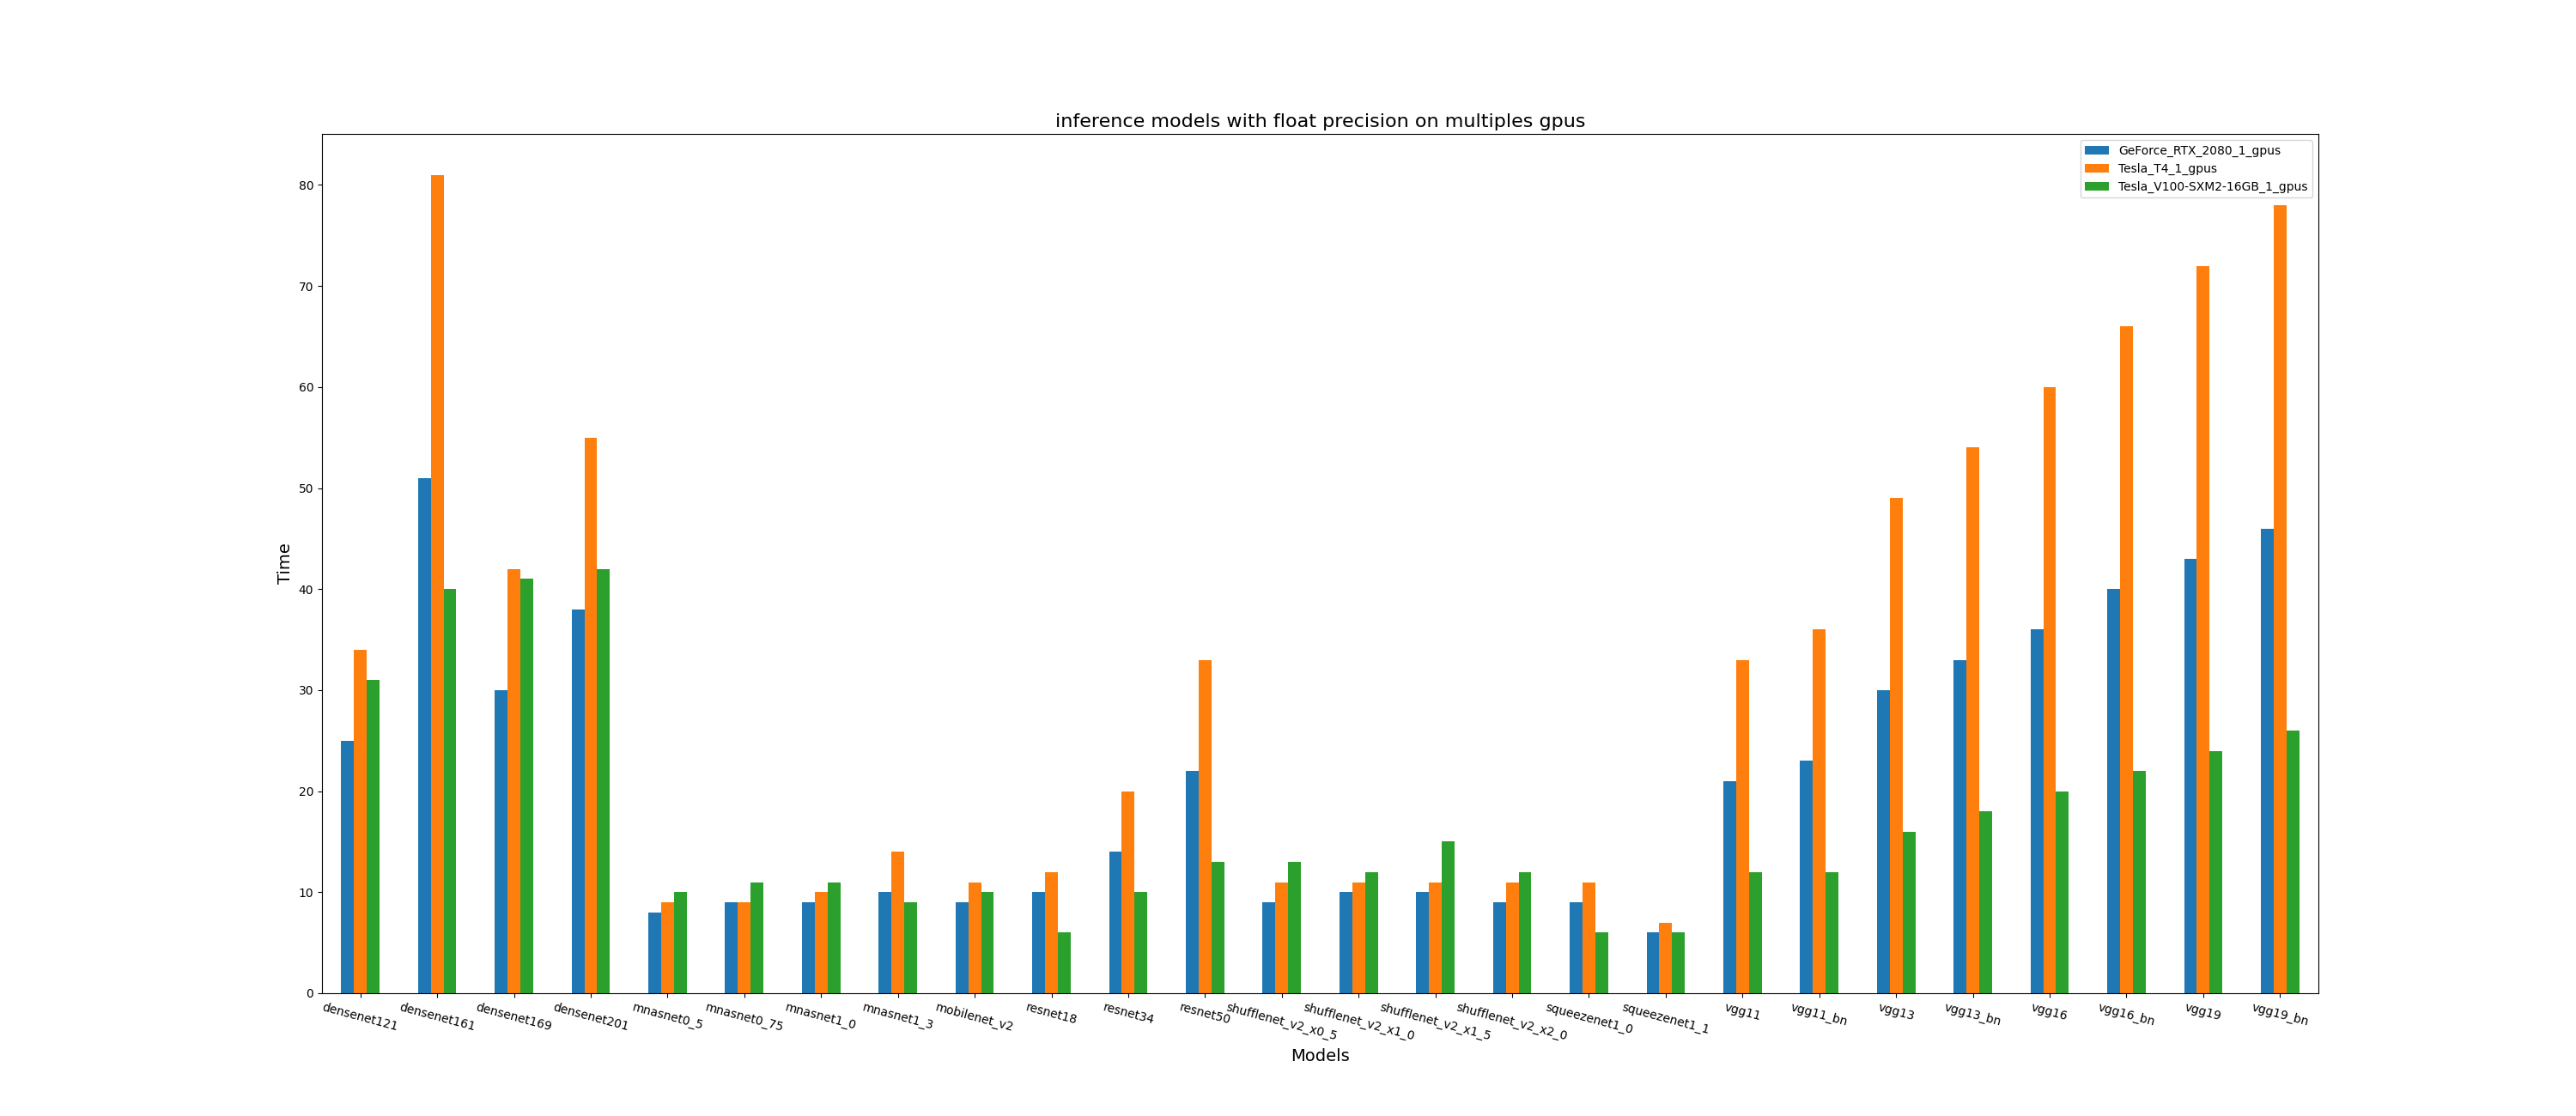 inference models with float precision on multiples gpus
GeForce_RTX_2080_1_gpus
Tesla_T4_1_gpus
Tesla_V100-SXM2-16GB_1_gpus
Time
80
70
60
50
40
30
20
10
0
densenet121
densenet161
densenet169
densenet201
mnasnet0_5
mnasnet0_75
mnasnet1_0
mnasnet1_3
mobilenet_v2
resnet18
resnet34
resnet50
shufflenet_v2_x0_5
shufflenet_v2_x1_0
shufflenet_v2_x1_5
shufflenet_v2_x2_0
squeezenet1_0
squeezenet1_1
vgg11
vgg11_bn
vgg13
vgg13_bn
vgg16
vgg16_bn
vgg19
vgg19_bn
Models